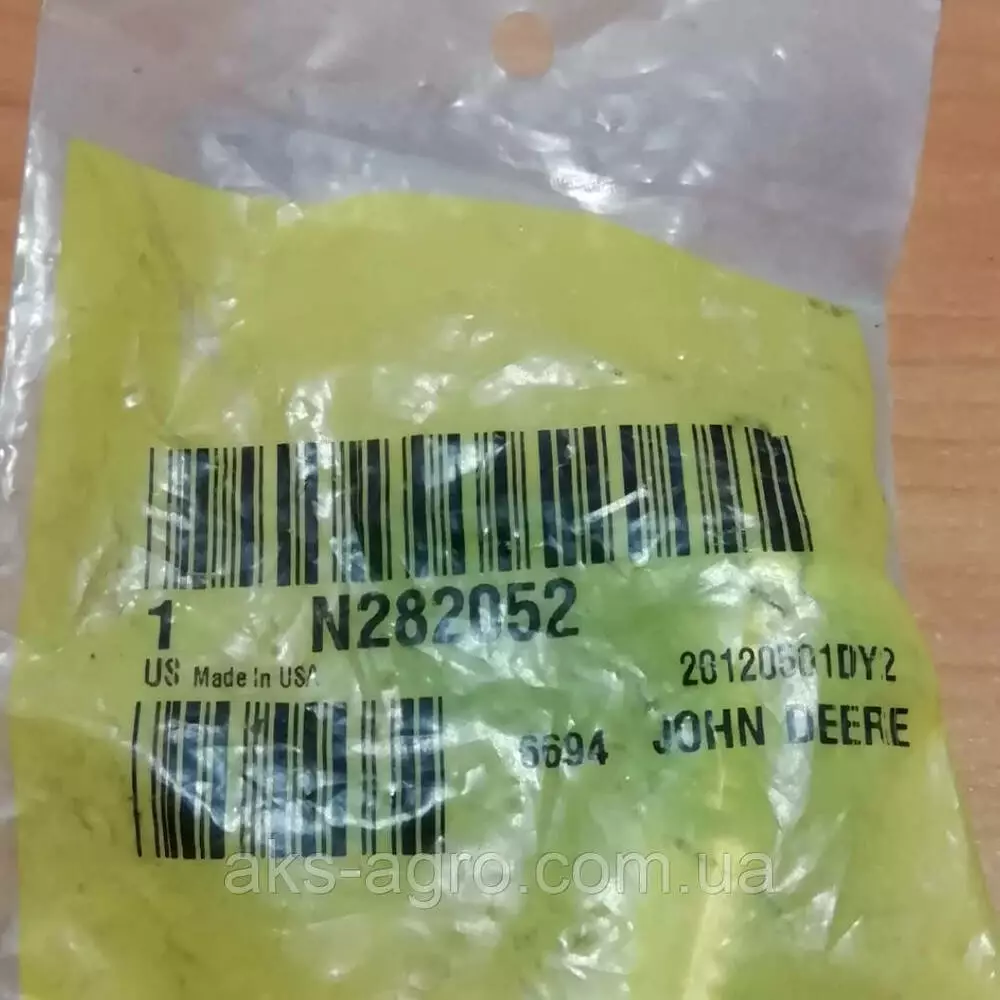 1 N282052
US Made In USA
20120501DY2
6694 JOHN DEERE
aks-agro.com.ua